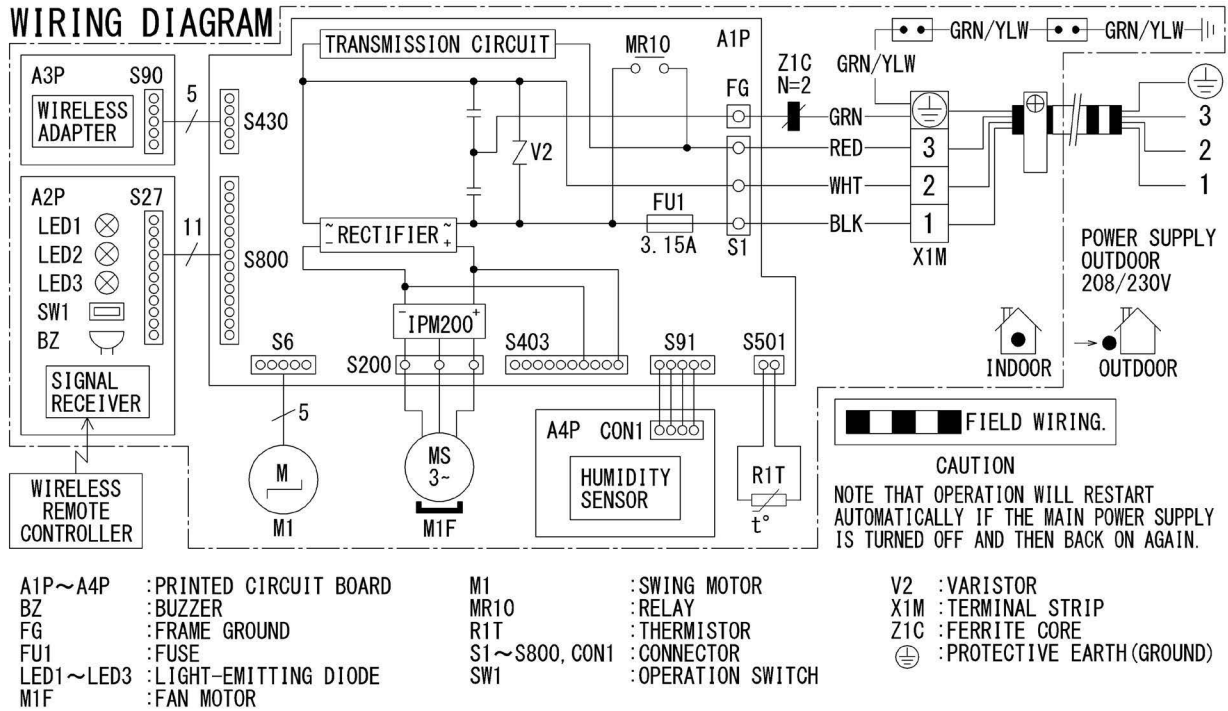 WIRING DIAGRAM
TRANSMISSION CIRCUIT
MR10
A1P
Z1C
N=2
GRN/YLW
GRN/YLW
GRN/YLW
A3P
S90
WIRELESS
ADAPTER
5
S430
FG
GRN
RED
WHT
BLK
3
2
1
X1M
3
2
1
V2
FU1
3.15A
S1
A2P
S27
LED1
LED2
LED3
SW1
BZ
11
S800
SIGNAL
RECEIVER
~
-
RECTIFIER
~
+
-
IPM200
+
S6
S200
S403
S91
S501
POWER SUPPLY
OUTDOOR
208/230V
INDOOR
OUTDOOR
5
M
M1
MS
3~
M1F
A4P
CON1
HUMIDITY
SENSOR
R1T
t°
WIRELESS
REMOTE
CONTROLLER
FIELD WIRING.
CAUTION
NOTE THAT OPERATION WILL RESTART
AUTOMATICALLY IF THE MAIN POWER SUPPLY
IS TURNED OFF AND THEN BACK ON AGAIN.
A1P～A4P :PRINTED CIRCUIT BOARD
BZ :BUZZER
FG :FRAME GROUND
FU1 :FUSE
LED1～LED3 :LIGHT-EMITTING DIODE
M1F :FAN MOTOR
M1 :SWING MOTOR
MR10 :RELAY
R1T :THERMISTOR
S1～S800, CON1 :CONNECTOR
SW1 :OPERATION SWITCH
V2 :VARISTOR
X1M :TERMINAL STRIP
Z1C :FERRITE CORE
:PROTECTIVE EARTH(GROUND)